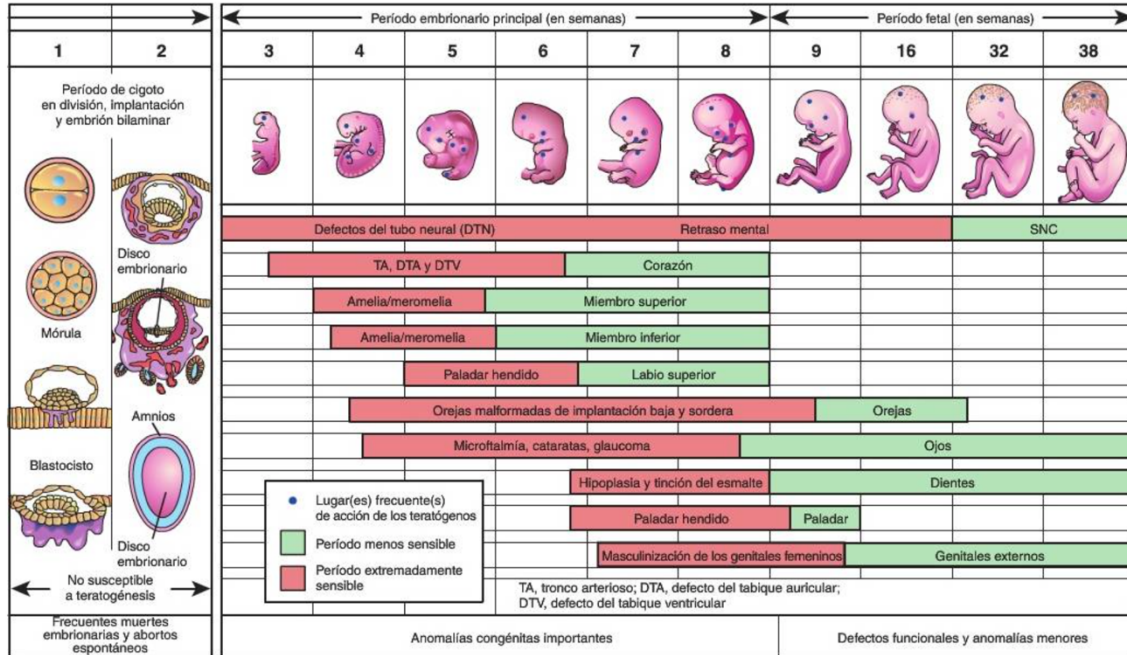 Período embrionario principal (en semanas)
Período fetal (en semanas)
1 2 3 4 5 6 7 8 9 16 32 38
Período de cigoto
en división, implantación
y embrión bilaminar
Disco
embrionario
Mórula
Amnios
Blastocisto
Disco
embrionario
No susceptible
a teratogénesis
Frecuentes muertes
embrionarias y abortos
espontáneos
Defectos del tubo neural (DTN) Retraso mental SNC
TA, DTA y DTV Corazón
Amelia/meromelia Miembro superior
Amelia/meromelia Miembro inferior
Paladar hendido Labio superior
Orejas malformadas de implantación baja y sordera Orejas
Microftalmía, cataratas, glaucoma Ojos
Hipoplasia y tinción del esmalte Dientes
Paladar hendido Paladar
Masculinización de los genitales femeninos Genitales externos
Lugar(es) frecuente(s)
de acción de los teratógenos
Período menos sensible
Período extremadamente
sensible
TA, tronco arterioso; DTA, defecto del tabique auricular;
DTV, defecto del tabique ventricular
Anomalías congénitas importantes
Defectos funcionales y anomalías menores